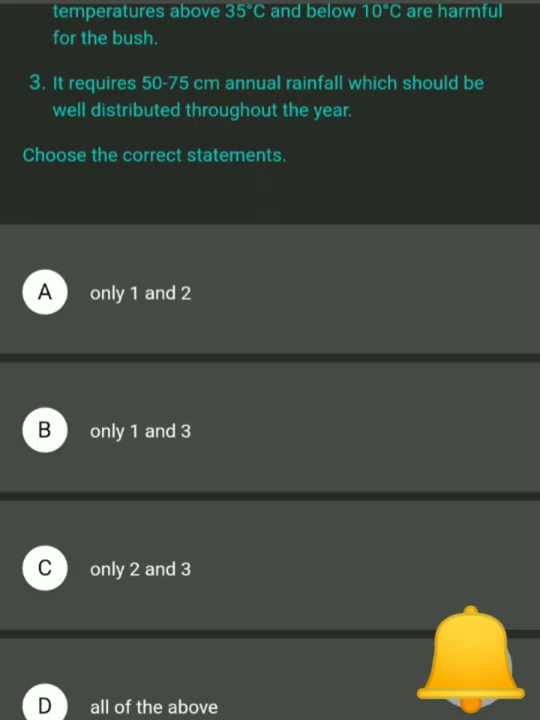 temperatures above 35°C and below 10°C are harmful
for the bush.
3. It requires 50-75 cm annual rainfall which should be
well distributed throughout the year.
Choose the correct statements.
A only 1 and 2
B only 1 and 3
C only 2 and 3
D all of the above